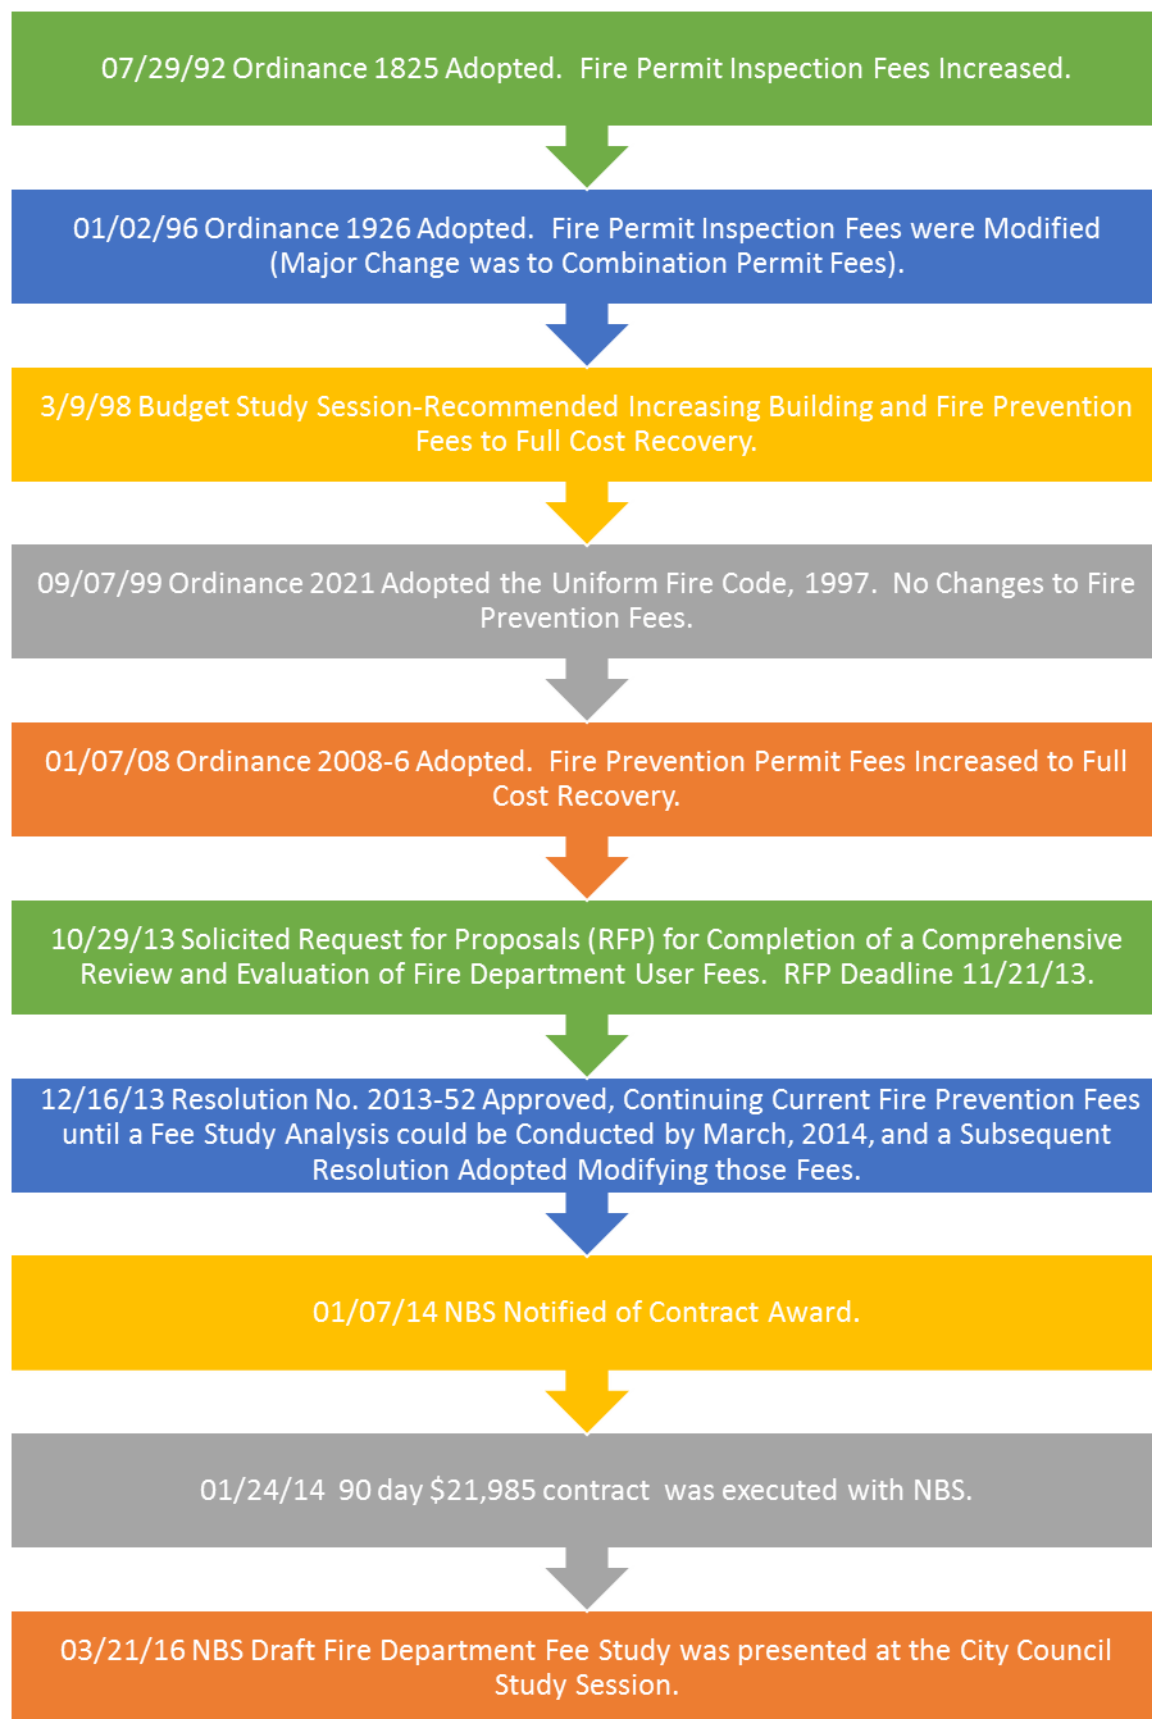 07/29/92 Ordinance 1825 Adopted.  Fire Permit Inspection Fees Increased.
01/02/96 Ordinance 1926 Adopted.  Fire Permit Inspection Fees were Modified
(Major Change was to Combination Permit Fees).
3/9/98 Budget Study Session-Recommended Increasing Building and Fire Prevention
Fees to Full Cost Recovery.
09/07/99 Ordinance 2021 Adopted the Uniform Fire Code, 1997.  No Changes to Fire
Prevention Fees.
01/07/08 Ordinance 2008-6 Adopted.  Fire Prevention Permit Fees Increased to Full
Cost Recovery.
10/29/13 Solicited Request for Proposals (RFP) for Completion of a Comprehensive
Review and Evaluation of Fire Department User Fees.  RFP Deadline 11/21/13.
12/16/13 Resolution No. 2013-52 Approved, Continuing Current Fire Prevention Fees
until a Fee Study Analysis could be Conducted by March, 2014, and a Subsequent
Resolution Adopted Modifying those Fees.
01/07/14 NBS Notified of Contract Award.
01/24/14  90 day $21,985 contract  was executed with NBS.
03/21/16 NBS Draft Fire Department Fee Study was presented at the City Council
Study Session.